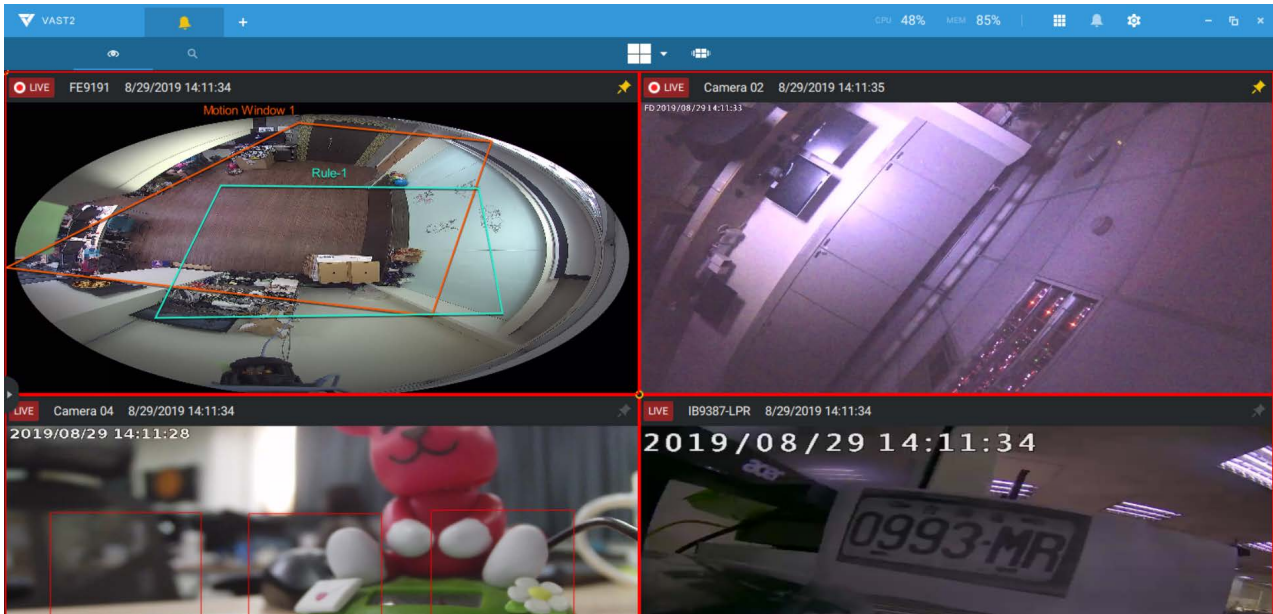 VAST2
CPU 48% MEM 85%
LIVE FE9191 8/29/2019 14:11:34
Motion Window 1
Rule-1
LIVE Camera 02 8/29/2019 14:11:35
FD 2019/08/29 14:11:33
LIVE Camera 04 8/29/2019 14:11:34
2019/08/29 14:11:28
LIVE IB9387-LPR 8/29/2019 14:11:34
2019/08/29 14:11:34
acer
0993-MR